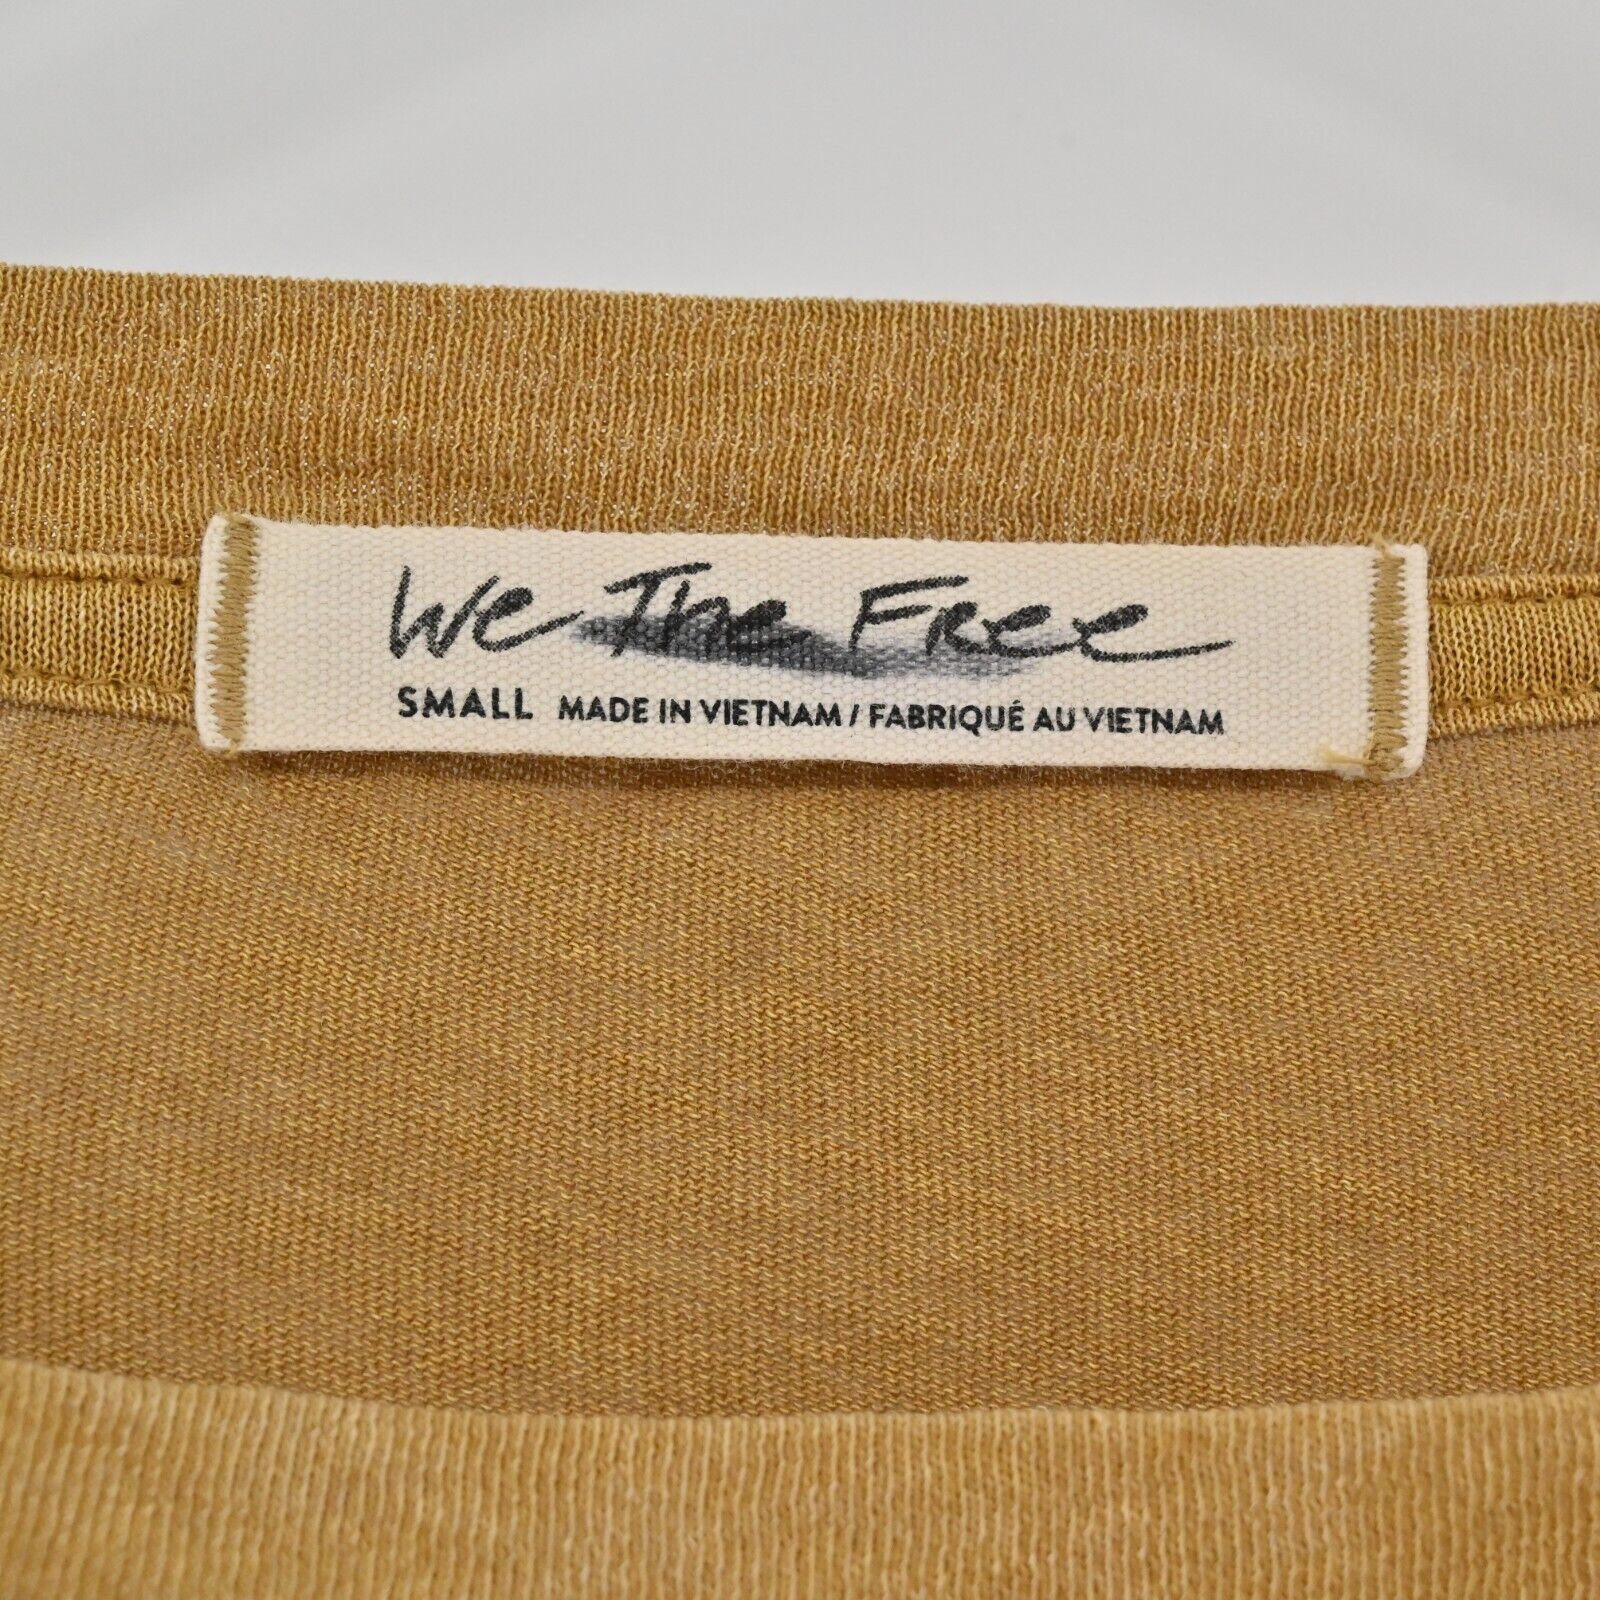 We The Free
SMALL MADE IN VIETNAM / FABRIQUÉ AU VIETNAM